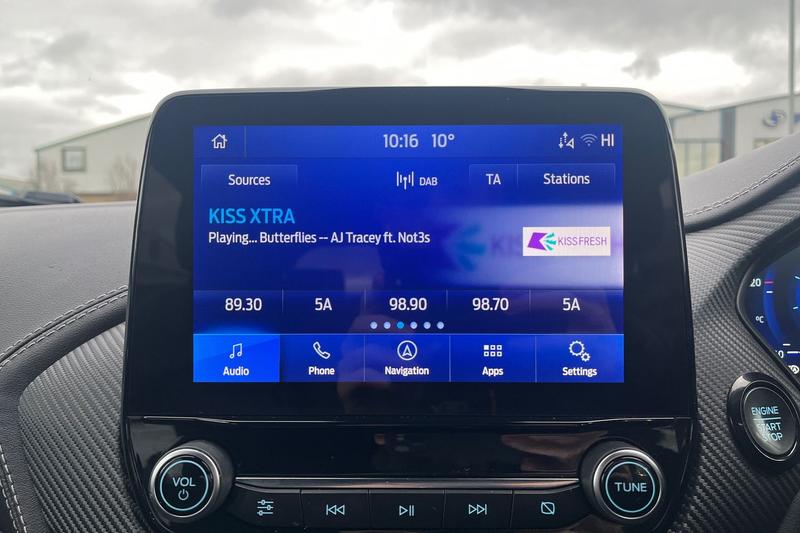 10:16 10° HI
Sources DAB TA Stations
KISS XTRA
Playing... Butterflies -- AJ Tracey ft. Not3s
KISSFRESH
89.30 5A 98.90 98.70 5A
Audio Phone Navigation Apps Settings
VOL
TUNE
ENGINE
START
STOP
20
°C